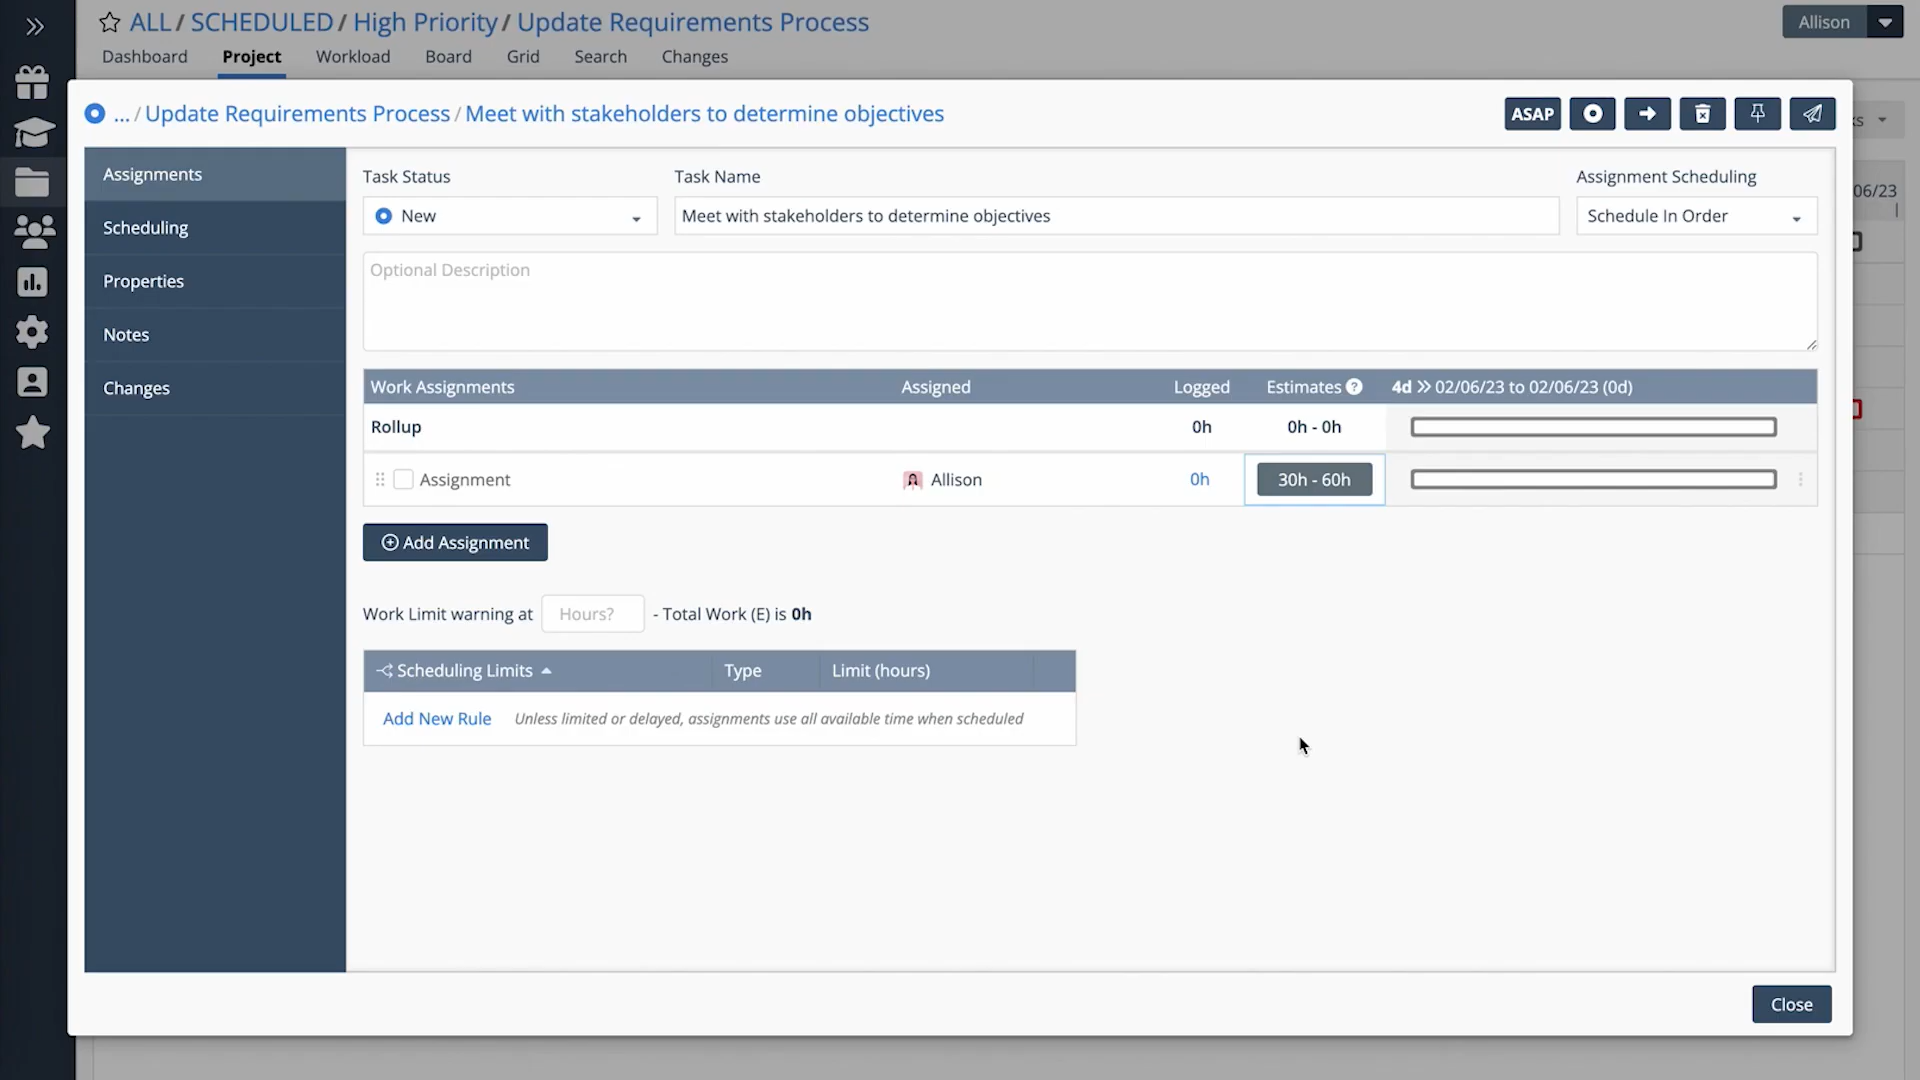 ALL / SCHEDULED / High Priority / Update Requirements Process
Allison
Dashboard Project Workload Board Grid Search Changes
... / Update Requirements Process / Meet with stakeholders to determine objectives
ASAP
Assignments
Scheduling
Properties
Notes
Changes
Task Status Task Name Assignment Scheduling
New Meet with stakeholders to determine objectives Schedule In Order
Optional Description
Work Assignments Assigned Logged Estimates ? 4d >> 02/06/23 to 02/06/23 (0d)
Rollup 0h 0h - 0h
Assignment Allison 0h 30h - 60h
Add Assignment
Work Limit warning at Hours? - Total Work (E) is 0h
Scheduling Limits Type Limit (hours)
Add New Rule Unless limited or delayed, assignments use all available time when scheduled
Close
06/23